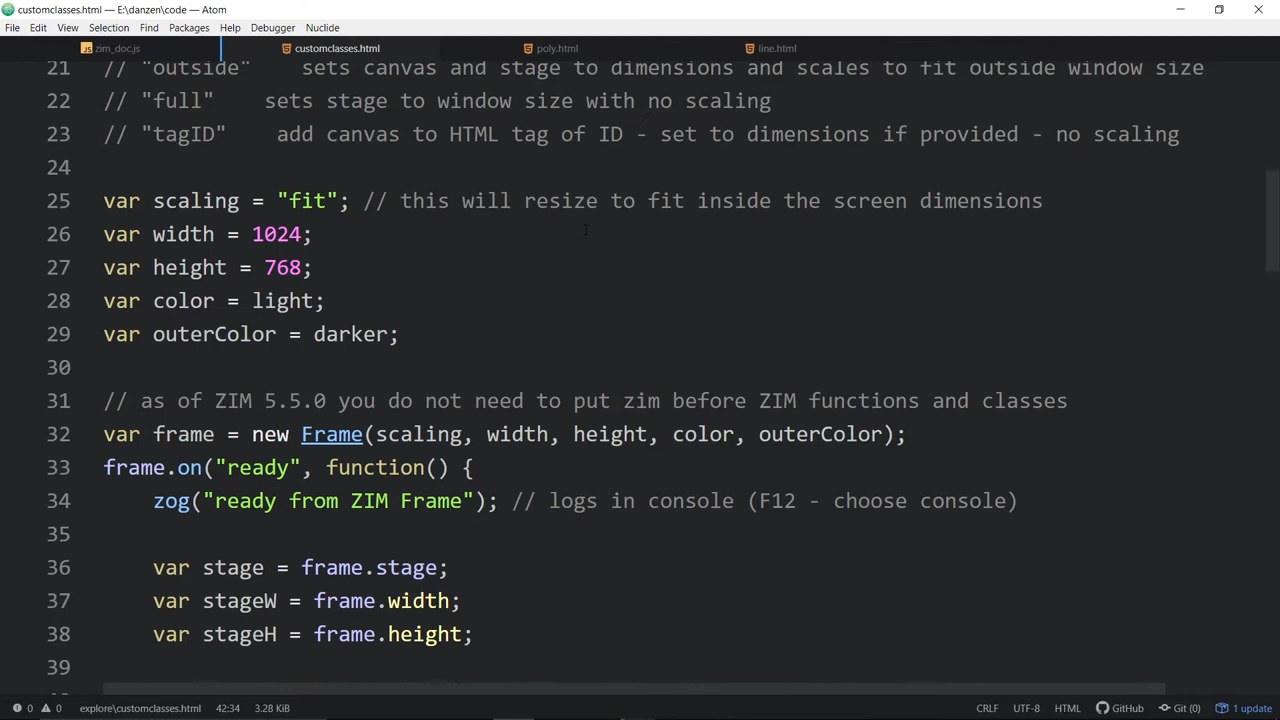 customclasses.html — E:\danzen\code — Atom
File Edit View Selection Find Packages Help Debugger Nuclide
zim_doc.js customclasses.html poly.html line.html
21 // "outside" sets canvas and stage to dimensions and scales to fit outside window size
22 // "full" sets stage to window size with no scaling
23 // "tagID" add canvas to HTML tag of ID - set to dimensions if provided - no scaling
24
25 var scaling = "fit"; // this will resize to fit inside the screen dimensions
26 var width = 1024;
27 var height = 768;
28 var color = light;
29 var outerColor = darker;
30
31 // as of ZIM 5.5.0 you do not need to put zim before ZIM functions and classes
32 var frame = new Frame(scaling, width, height, color, outerColor);
33 frame.on("ready", function() {
34 zog("ready from ZIM Frame"); // logs in console (F12 - choose console)
35
36 var stage = frame.stage;
37 var stageW = frame.width;
38 var stageH = frame.height;
39
0 0 explore\customclasses.html 42:34 3.28 KiB CRLF UTF-8 HTML GitHub Git (0) 1 update